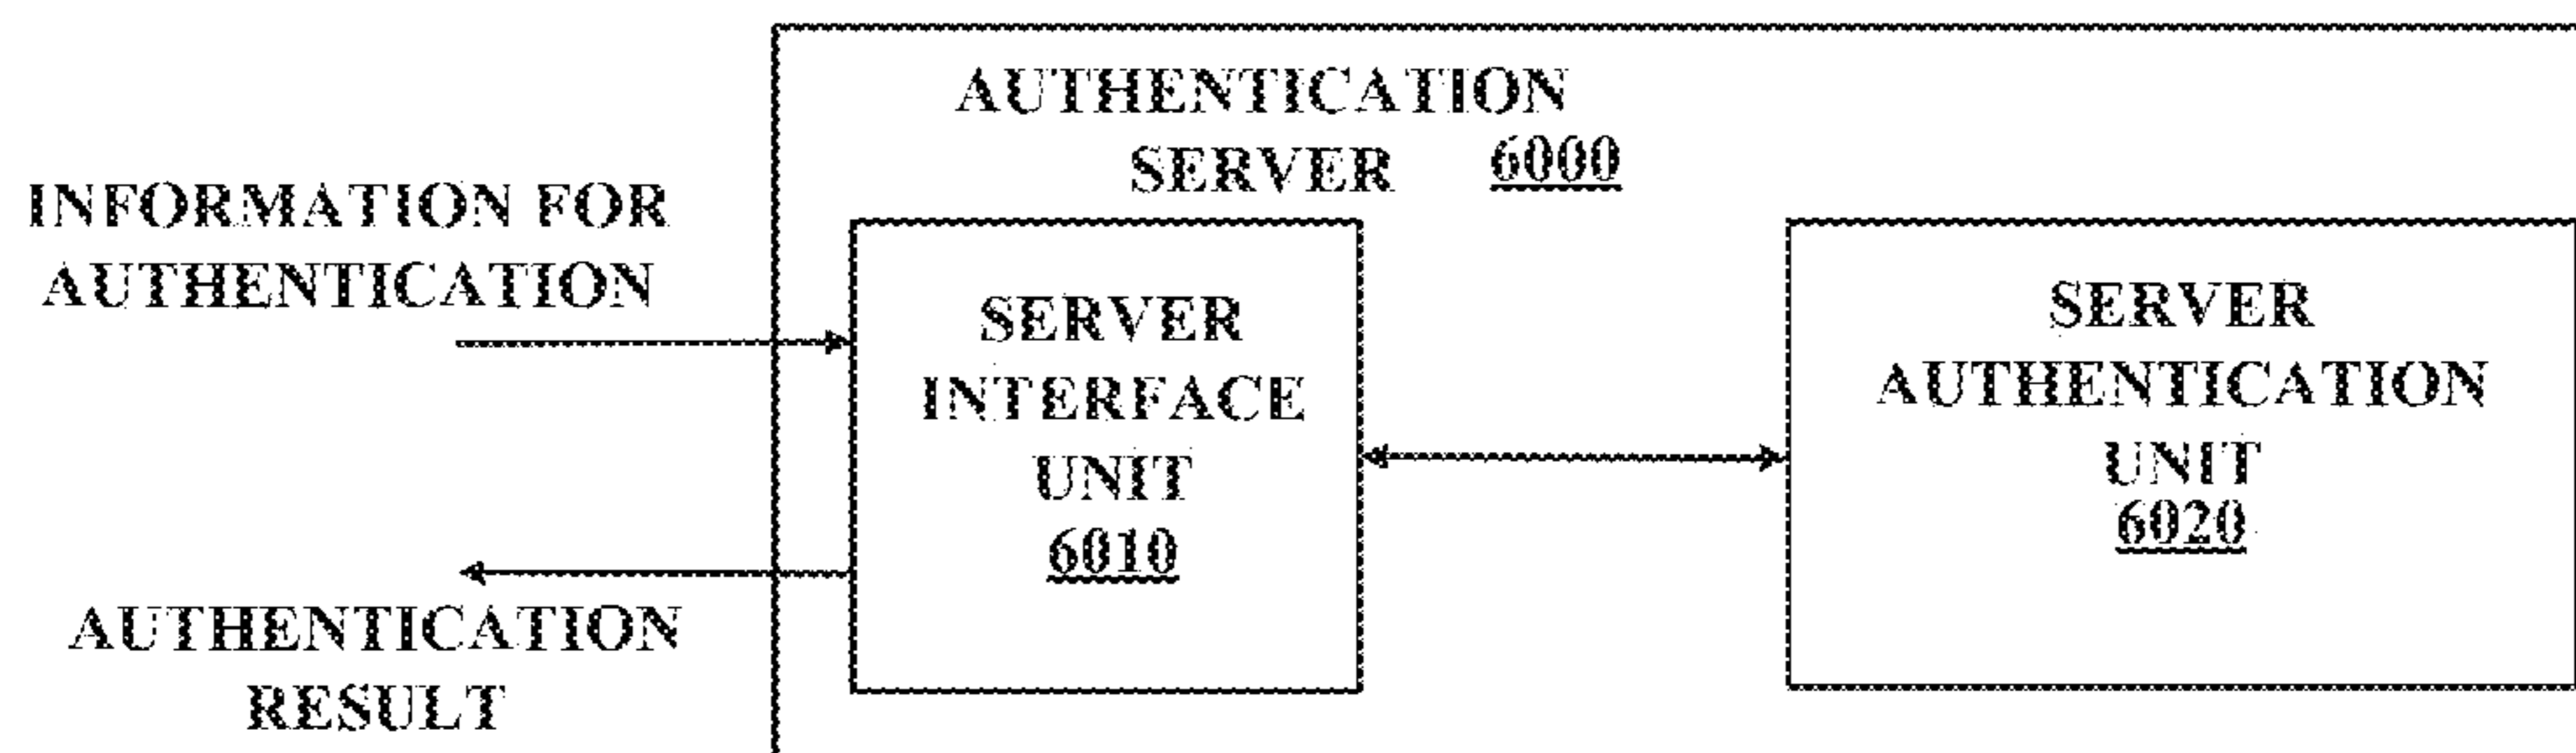 AUTHENTICATION
SERVER 6000
INFORMATION FOR
AUTHENTICATION
SERVER
INTERFACE
UNIT
6010
SERVER
AUTHENTICATION
UNIT
6020
AUTHENTICATION
RESULT